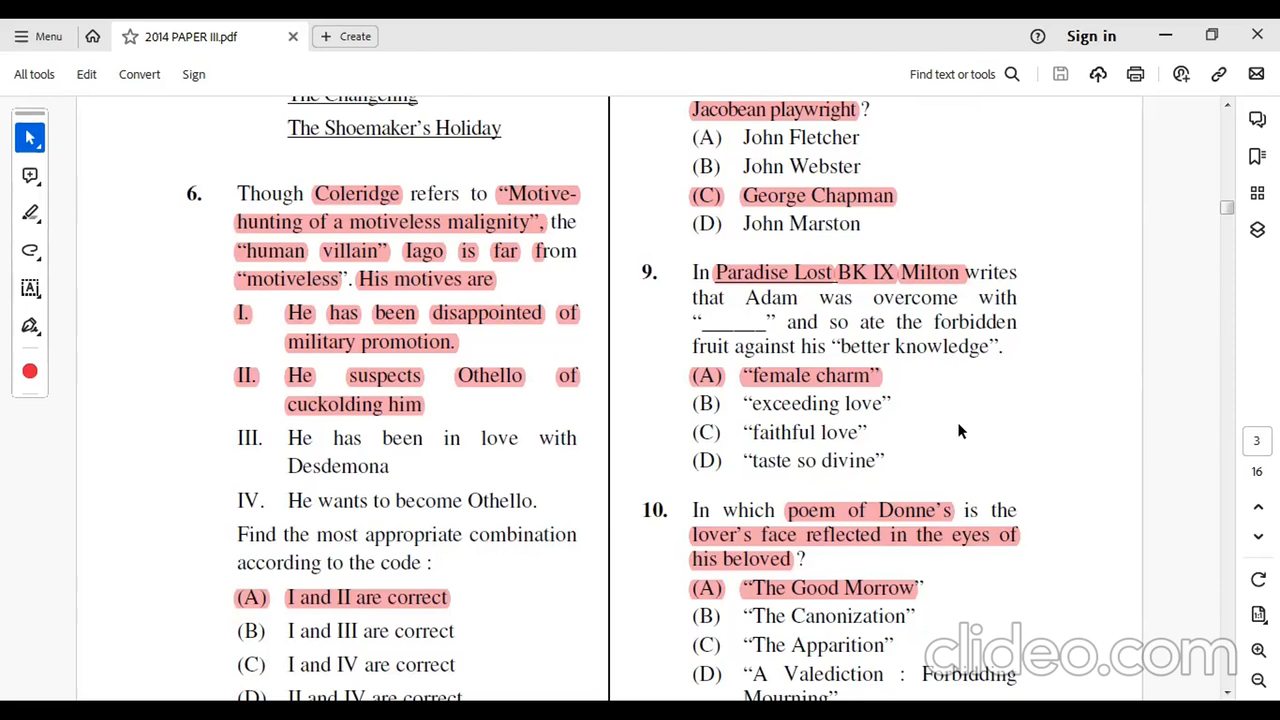 Menu
2014 PAPER III.pdf
Create
Sign in
All tools
Edit
Convert
Sign
Find text or tools
The Changeling
The Shoemaker's Holiday
6. Though Coleridge refers to "Motive-
hunting of a motiveless malignity", the
"human villain" Iago is far from
"motiveless". His motives are
I. He has been disappointed of
military promotion.
II. He suspects Othello of
cuckolding him
III. He has been in love with
Desdemona
IV. He wants to become Othello.
Find the most appropriate combination
according to the code :
(A) I and II are correct
(B) I and III are correct
(C) I and IV are correct
(D) II and IV are correct
Jacobean playwright ?
(A) John Fletcher
(B) John Webster
(C) George Chapman
(D) John Marston
9. In Paradise Lost BK IX Milton writes
that Adam was overcome with
"______" and so ate the forbidden
fruit against his "better knowledge".
(A) "female charm"
(B) "exceeding love"
(C) "faithful love"
(D) "taste so divine"
10. In which poem of Donne's is the
lover's face reflected in the eyes of
his beloved ?
(A) "The Good Morrow"
(B) "The Canonization"
(C) "The Apparition"
(D) "A Valediction : Forbidding
Mourning"
3
16
clideo.com